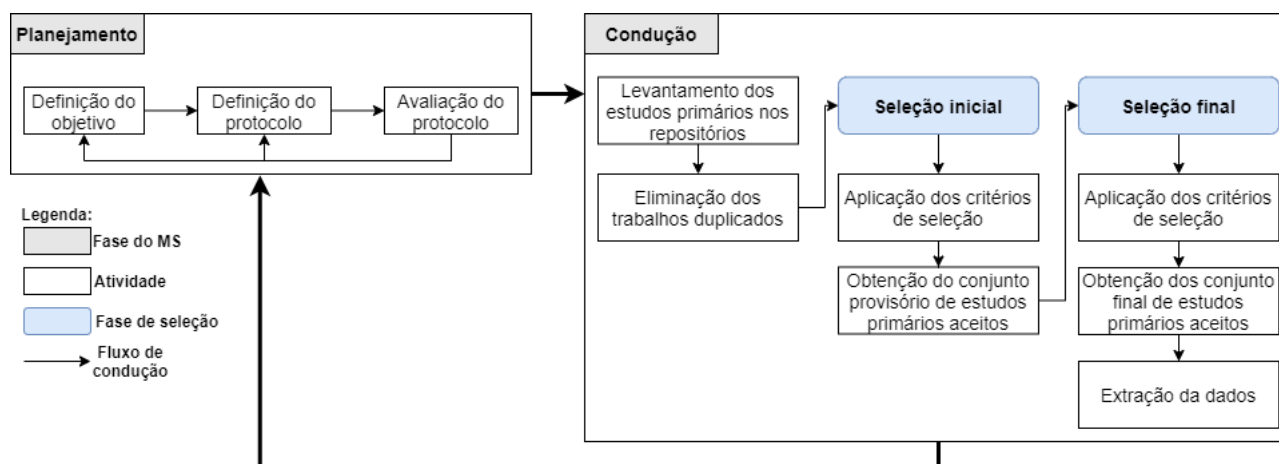 Planejamento
Definição do
objetivo
Definição do
protocolo
Avaliação do
protocolo
Legenda:
Fase do MS
Atividade
Fase de seleção
Fluxo de
condução
Condução
Levantamento dos
estudos primários nos
repositórios
Eliminação dos
trabalhos duplicados
Seleção inicial
Aplicação dos critérios
de seleção
Obtenção do conjunto
provisório de estudos
primários aceitos
Seleção final
Aplicação dos critérios
de seleção
Obtenção dos conjunto
final de estudos
primários aceitos
Extração da dados